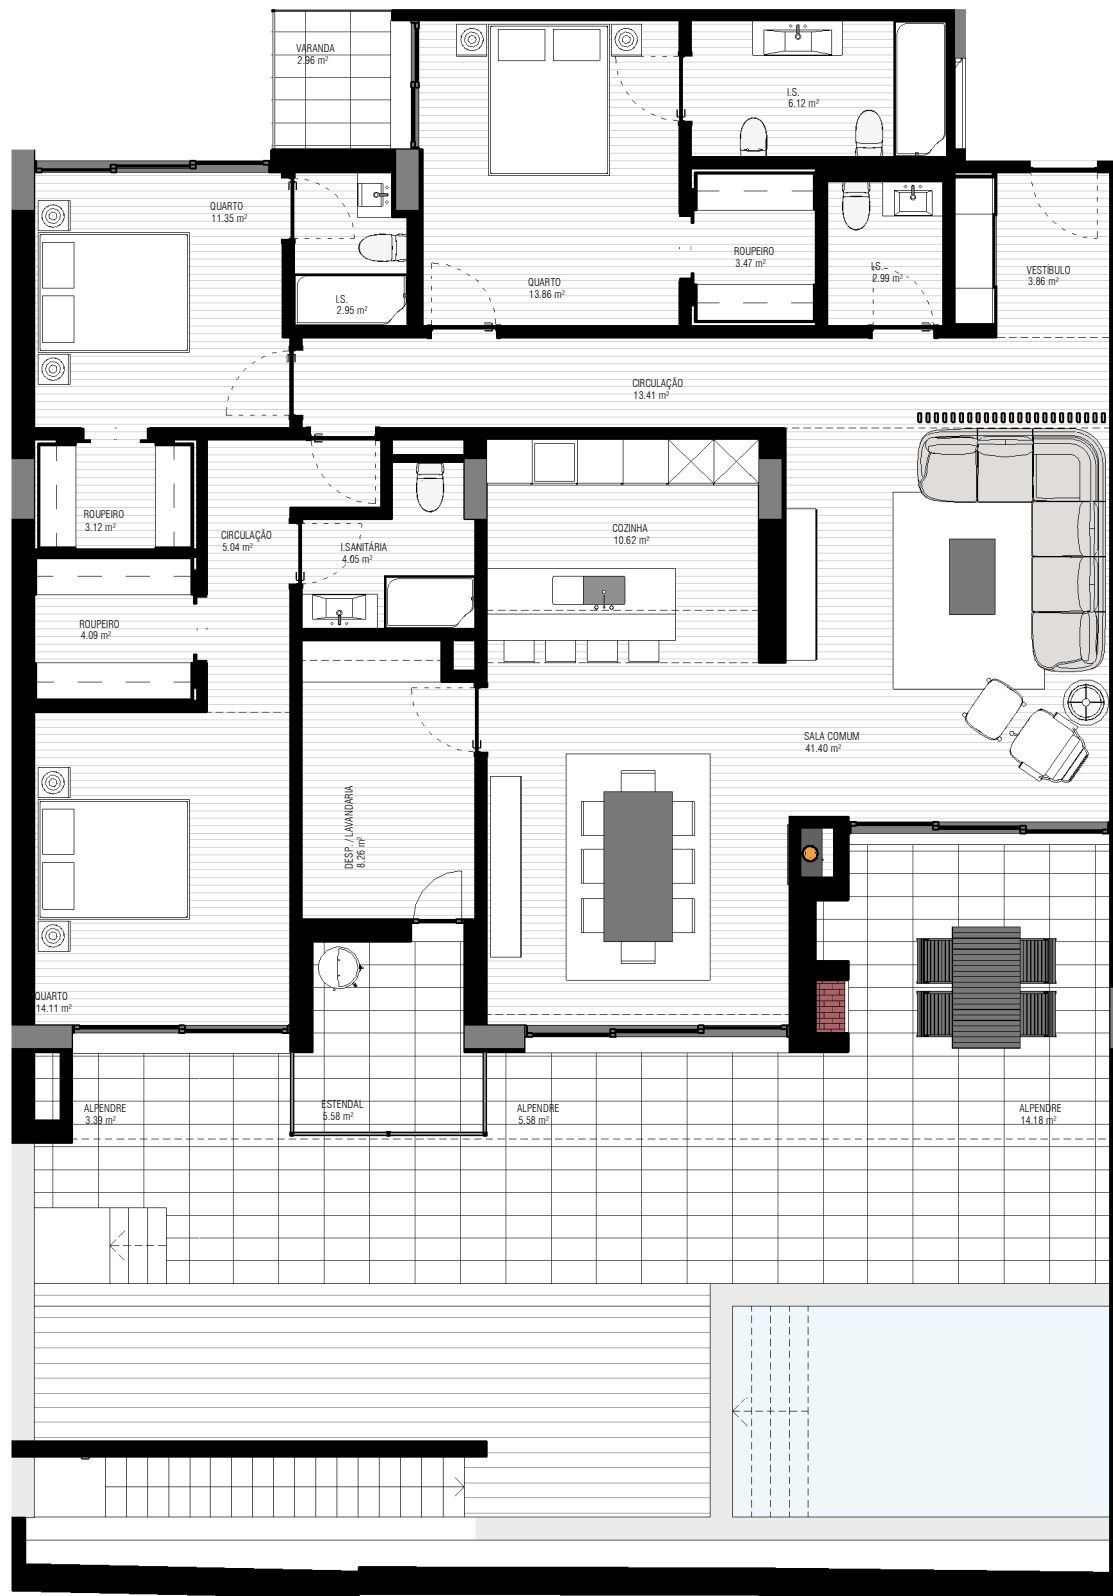 VARANDA
2.96 m²
I.S.
6.12 m²
QUARTO
11.35 m²
I.S.
2.95 m²
QUARTO
13.86 m²
ROUPEIRO
3.47 m²
I.S.
2.99 m²
VESTÍBULO
3.86 m²
CIRCULAÇÃO
13.41 m²
ROUPEIRO
3.12 m²
CIRCULAÇÃO
5.04 m²
I.SANITÁRIA
4.05 m²
COZINHA
10.62 m²
ROUPEIRO
4.09 m²
SALA COMUM
41.40 m²
DESP. / LAVANDARIA
8.26 m²
QUARTO
14.11 m²
ALPENDRE
3.39 m²
ESTENDAL
5.58 m²
ALPENDRE
5.58 m²
ALPENDRE
14.18 m²